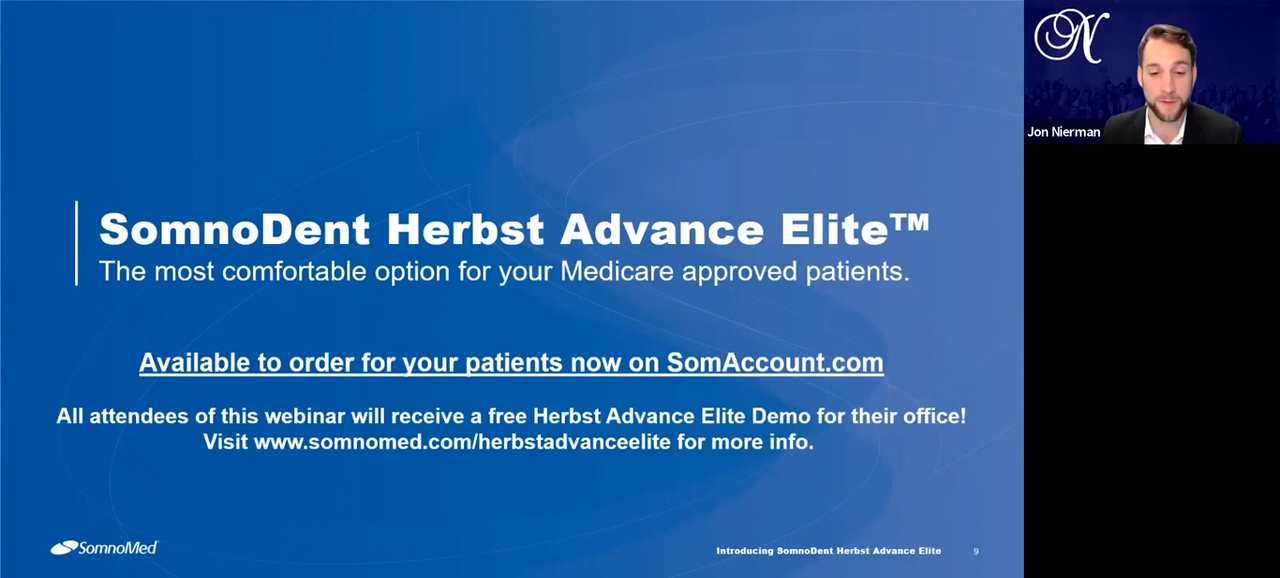 SomnoDent Herbst Advance Elite™
The most comfortable option for your Medicare approved patients.
Available to order for your patients now on SomAccount.com
All attendees of this webinar will receive a free Herbst Advance Elite Demo for their office!
Visit www.somnomed.com/herbstadvanceelite for more info.
SomnoMed
Introducing SomnoDent Herbst Advance Elite
9
N
Jon Nierman